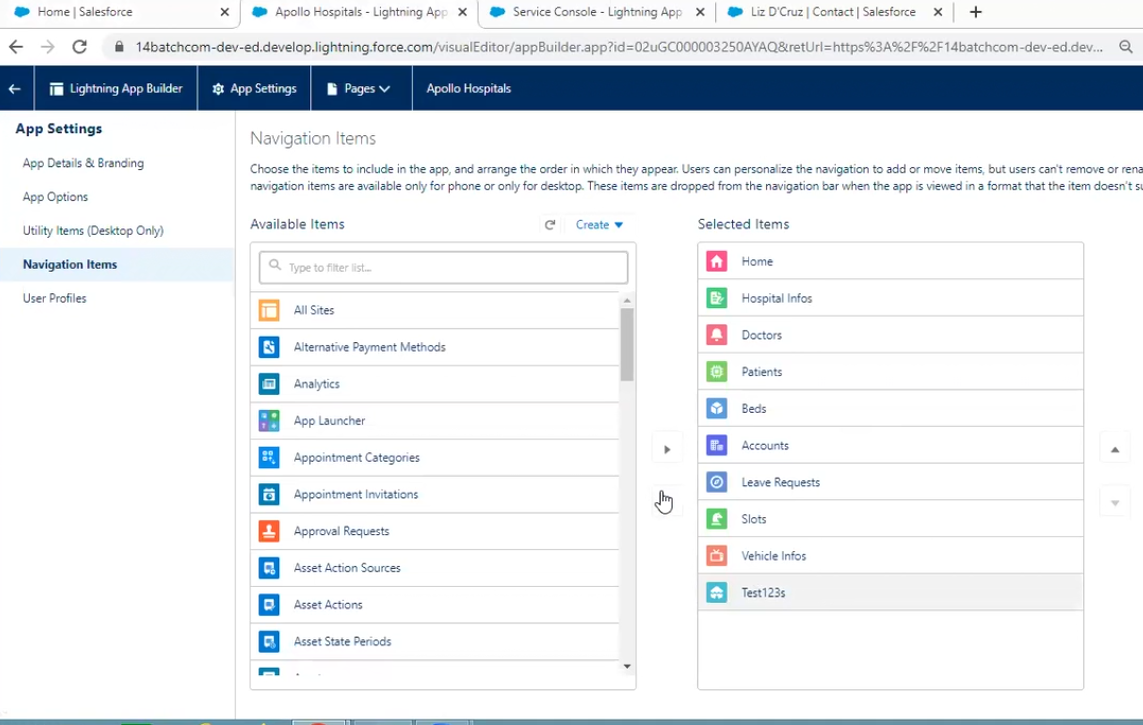 Home | Salesforce
Apollo Hospitals - Lightning App
Service Console - Lightning App
Liz D'Cruz | Contact | Salesforce
14batchcom-dev-ed.develop.lightning.force.com/visualEditor/appBuilder.app?id=02uGC000003250AYAQ&retUrl=https%3A%2F%2F14batchcom-dev-ed.dev...
Lightning App Builder
App Settings
Pages
Apollo Hospitals
App Settings
App Details & Branding
App Options
Utility Items (Desktop Only)
Navigation Items
User Profiles
Navigation Items
Choose the items to include in the app, and arrange the order in which they appear. Users can personalize the navigation to add or move items, but users can't remove or rena
navigation items are available only for phone or only for desktop. These items are dropped from the navigation bar when the app is viewed in a format that the item doesn't su
Available Items
Create
Type to filter list...
All Sites
Alternative Payment Methods
Analytics
App Launcher
Appointment Categories
Appointment Invitations
Approval Requests
Asset Action Sources
Asset Actions
Asset State Periods
Selected Items
Home
Hospital Infos
Doctors
Patients
Beds
Accounts
Leave Requests
Slots
Vehicle Infos
Test123s